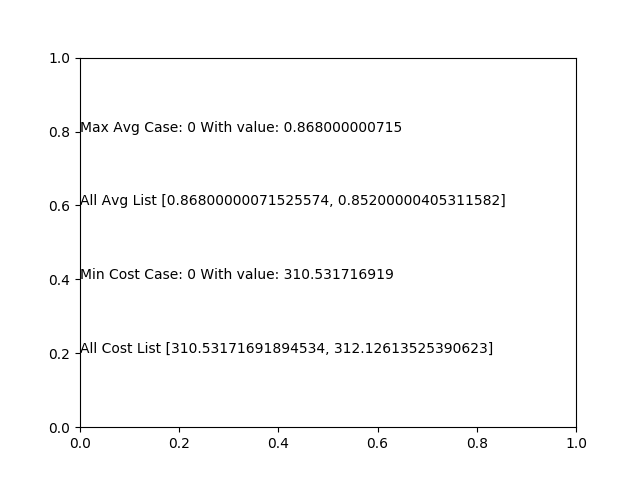 1.0
0.8
Max Avg Case: 0 With value: 0.868000000715
0.6
All Avg List [0.86800000071525574, 0.85200000405311582]
0.4
Min Cost Case: 0 With value: 310.531716919
0.2
All Cost List [310.53171691894534, 312.12613525390623]
0.0
0.0 0.2 0.4 0.6 0.8 1.0